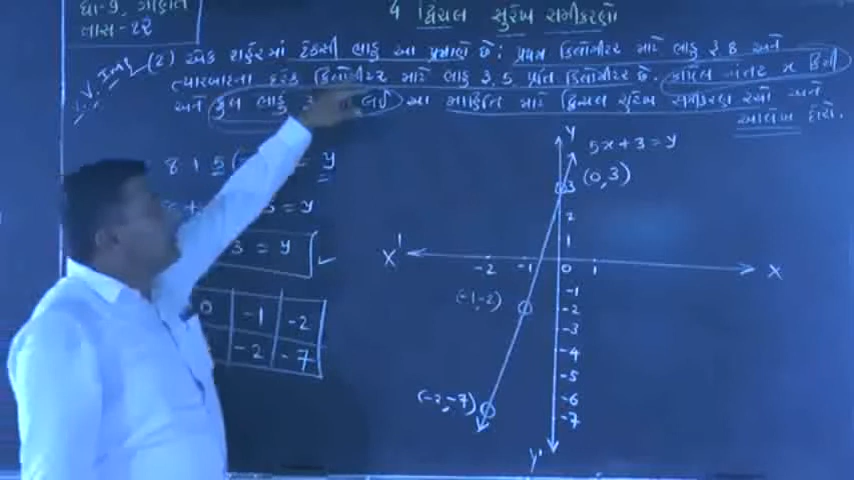 ધો-9, ગણિત
4 દ્વિચલ સુરેખ સમીકરણો
(2) એક શહેરમાં ટેક્સી ભાડું આ પ્રમાણે છે: પ્રથમ કિલોમીટર માટે ભાડું ₹ 8 અને
ત્યારબાદના દરેક કિલોમીટર માટે ભાડું ₹ 5 પ્રતિ કિલોમીટર છે. કાપેલ અંતર x કિમી
અને કુલ ભાડું ₹ લઈ આ માહિતી માટે દ્વિચલ સુરેખ સમીકરણ રચો અને
આલેખ દોરો.
8 + 5( = y
= y
3 = y
0 -1 -2
-2 -7
Y
5x+3=y
3 (0, 3)
2
1
X' -2 -1 0 1 X
-1
(-1,-2) -2
-3
-4
-5
(-2,-7) -6
-7
Y'